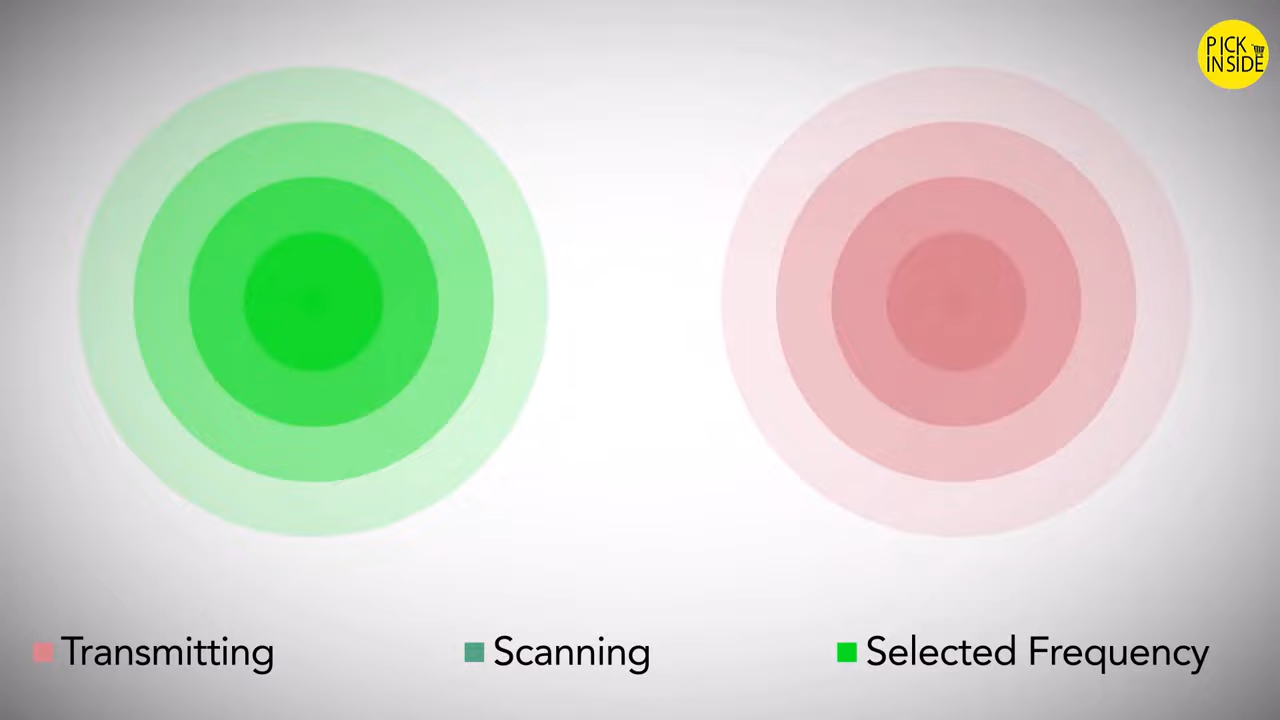 PICK
INSIDE
Transmitting
Scanning
Selected Frequency